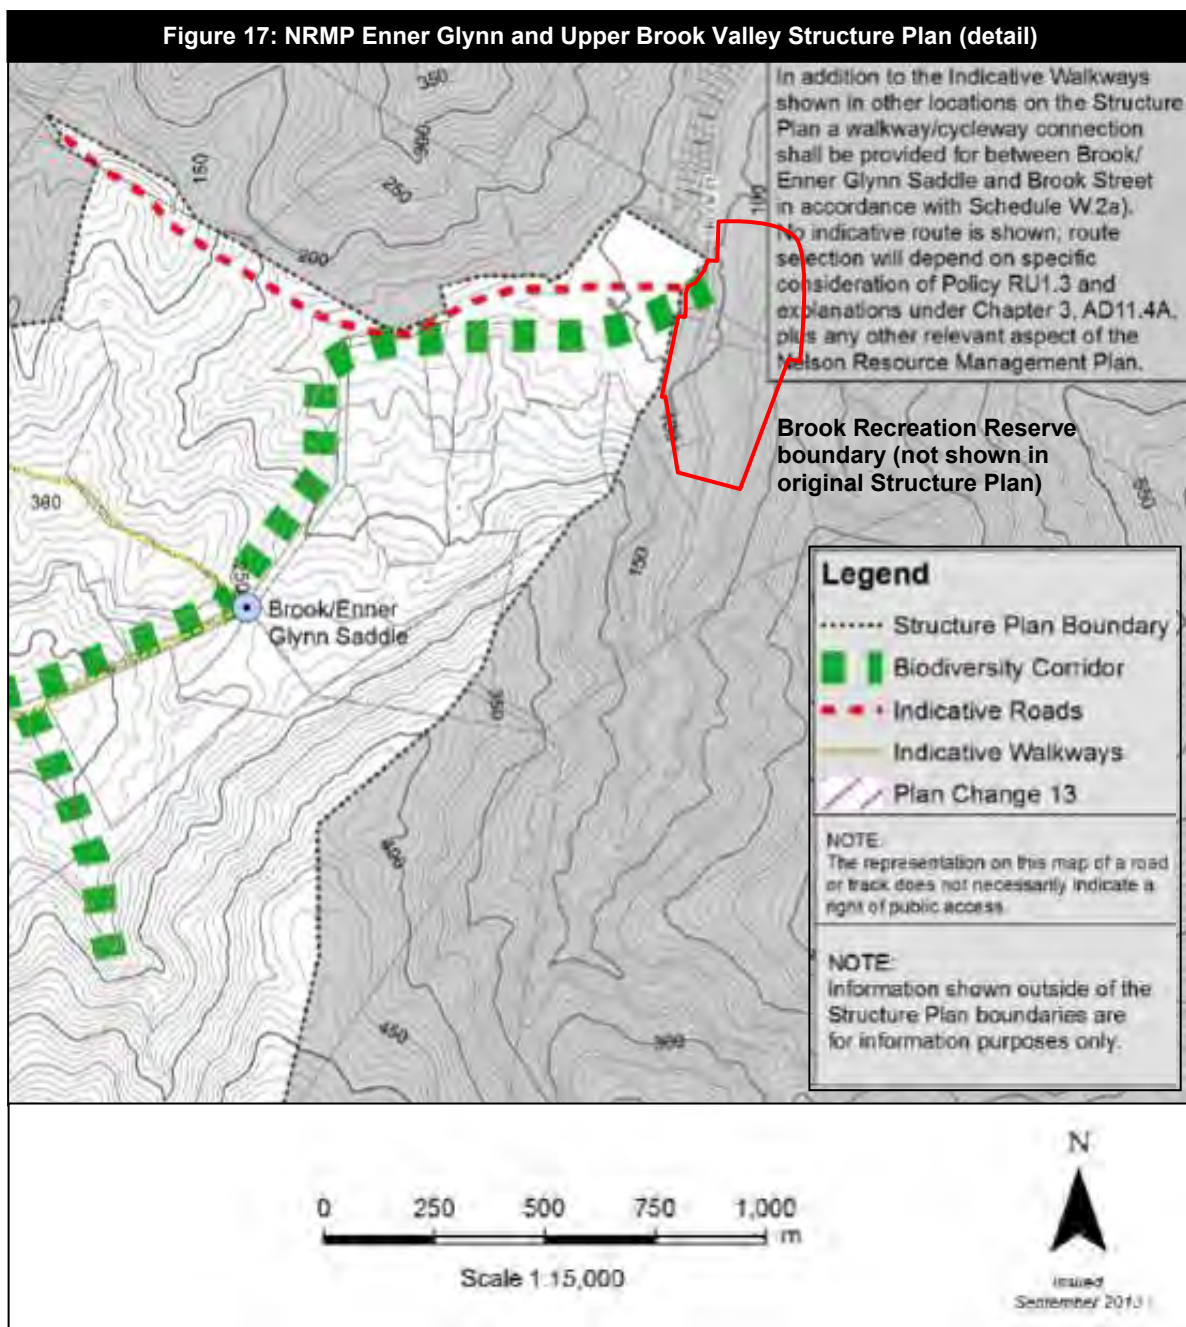 Figure 17: NRMP Enner Glynn and Upper Brook Valley Structure Plan (detail)
In addition to the Indicative Walkways
shown in other locations on the Structure
Plan a walkway/cycleway connection
shall be provided for between Brook/
Enner Glynn Saddle and Brook Street
in accordance with Schedule W.2a).
No indicative route is shown; route
selection will depend on specific
consideration of Policy RU1.3 and
explanations under Chapter 3, AD11.4A,
plus any other relevant aspect of the
Nelson Resource Management Plan.
350
300
250
150
200
100
Brook Recreation Reserve
boundary (not shown in
original Structure Plan)
380
250
Brook/Enner
Glynn Saddle
150
350
400
450
300
Legend
Structure Plan Boundary
Biodiversity Corridor
Indicative Roads
Indicative Walkways
Plan Change 13
NOTE:
The representation on this map of a road
or track does not necessarily indicate a
right of public access.
NOTE:
Information shown outside of the
Structure Plan boundaries are
for information purposes only.
N
0 250 500 750 1,000
m
Scale 1:15,000
Issued
September 2013